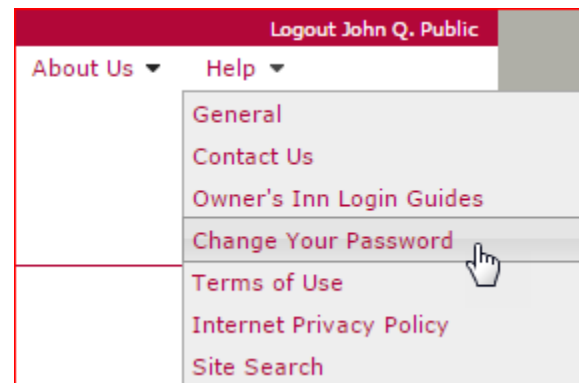 Logout John Q. Public
About Us Help
General
Contact Us
Owner's Inn Login Guides
Change Your Password
Terms of Use
Internet Privacy Policy
Site Search